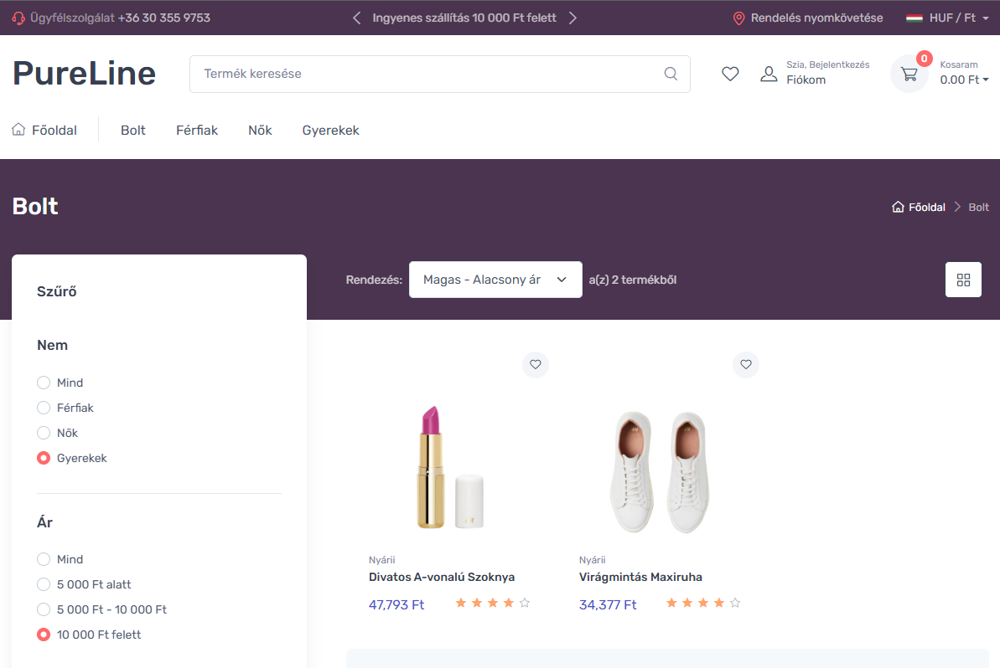 Ügyfélszolgálat +36 30 355 9753
Ingyenes szállítás 10 000 Ft felett
Rendelés nyomkövetése
HUF / Ft
PureLine
Termék keresése
Szia, Bejelentkezés
Fiókom
0
Kosaram
0.00 Ft
Főoldal
Bolt
Férfiak
Nők
Gyerekek
Bolt
Főoldal
Bolt
Szűrő
Rendezés:
Magas - Alacsony ár
a(z) 2 termékből
Nem
Mind
Férfiak
Nők
Gyerekek
Ár
Mind
5 000 Ft alatt
5 000 Ft - 10 000 Ft
10 000 Ft felett
Nyárii
Divatos A-vonalú Szoknya
47,793 Ft
Nyárii
Virágmintás Maxiruha
34,377 Ft